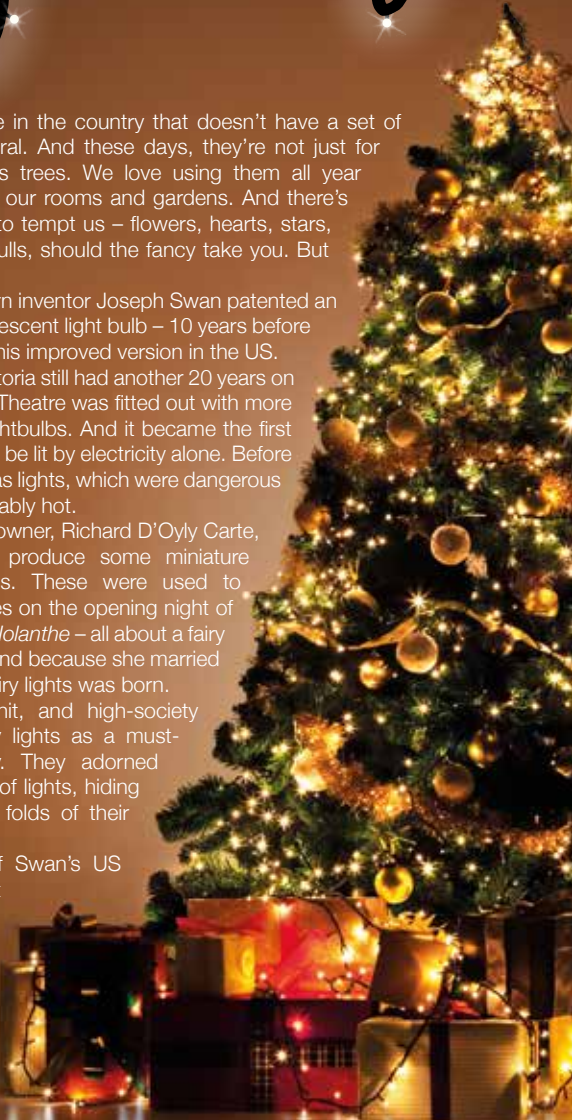 e in the country that doesn’t have a set of
ral. And these days, they’re not just for
s trees. We love using them all year
our rooms and gardens. And there’s
to tempt us – flowers, hearts, stars,
ulls, should the fancy take you. But
rn inventor Joseph Swan patented an
escent light bulb – 10 years before
his improved version in the US.
toria still had another 20 years on
Theatre was fitted out with more
htbulbs. And it became the first
be lit by electricity alone. Before
as lights, which were dangerous
ably hot.
owner, Richard D’Oyly Carte,
produce some miniature
s. These were used to
es on the opening night of
Iolanthe – all about a fairy
nd because she married
iry lights was born.
hit, and high-society
lights as a must-
They adorned
of lights, hiding
folds of their
f Swan’s US